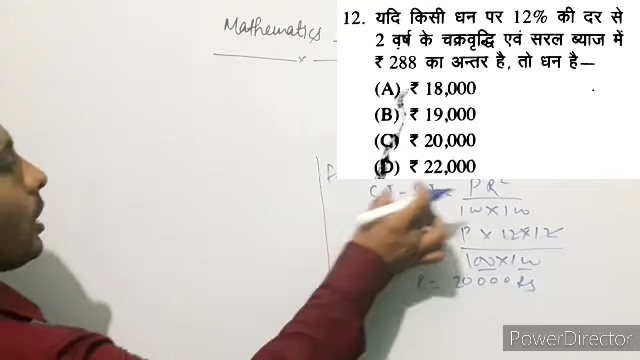 Mathematics
12. यदि किसी धन पर 12% की दर से
2 वर्ष के चक्रवृद्धि एवं सरल ब्याज में
₹ 288 का अन्तर है, तो धन है—
(A) ₹ 18,000
(B) ₹ 19,000
(C) ₹ 20,000
(D) ₹ 22,000
PR²
100 × 100
P × 12 × 12
100 × 100
P = 20000 Rs
PowerDirector